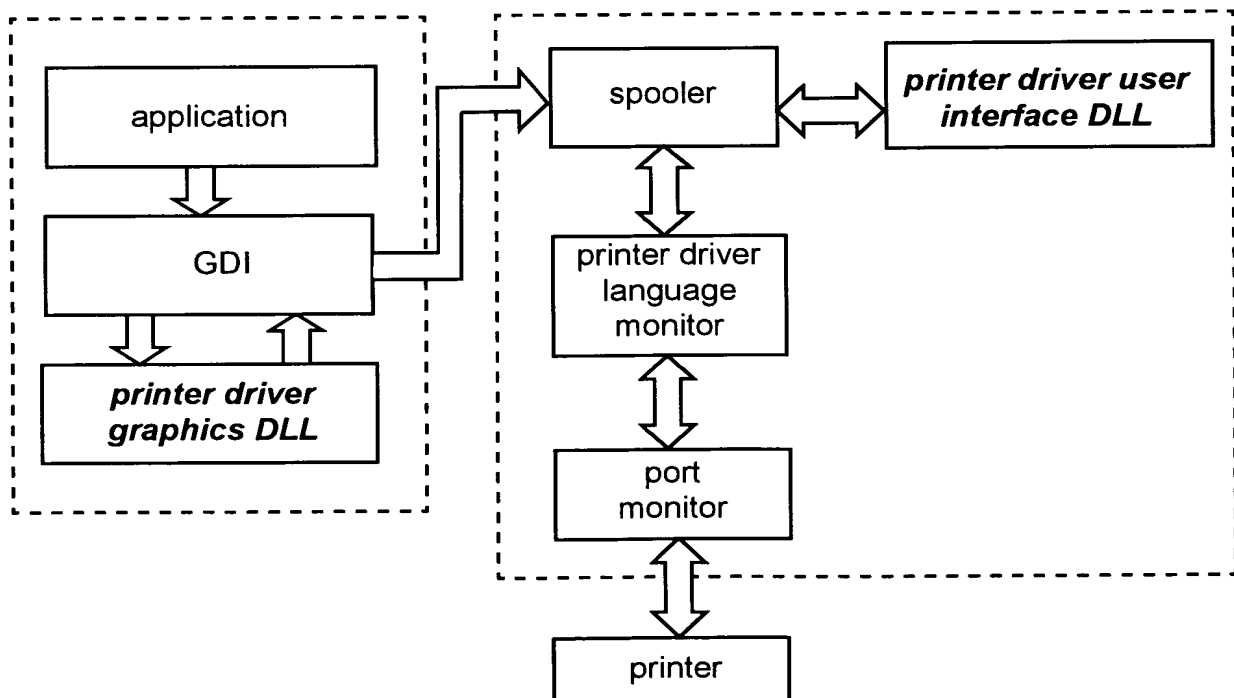 application
GDI
printer driver
graphics DLL
spooler
printer driver user
interface DLL
printer driver
language
monitor
port
monitor
printer